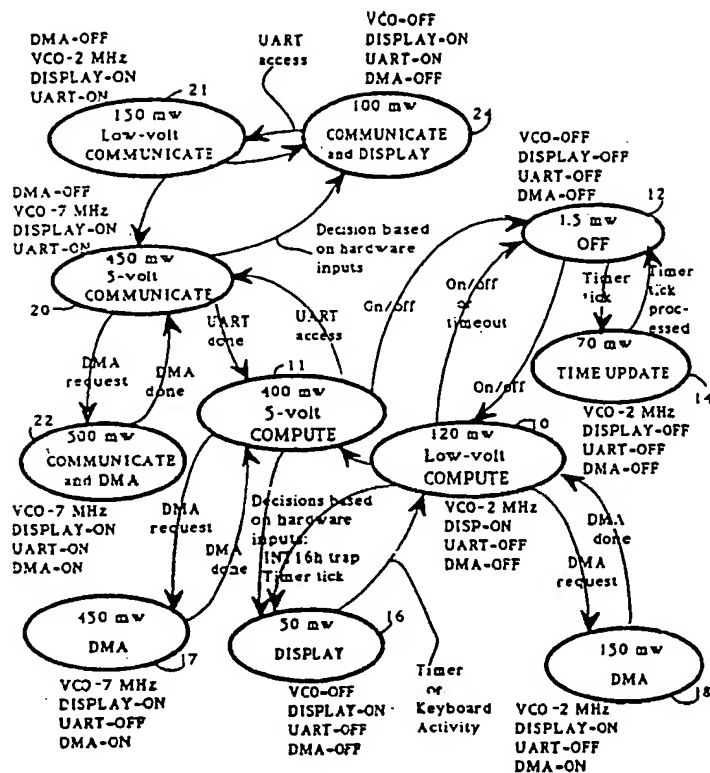 VCO-OFF
DISPLAY-ON
UART-ON
DMA-OFF
DMA-OFF
VCO-2 MHz
DISPLAY-ON
UART-ON
UART
access
21
130 mw
Low-volt
COMMUNICATE
100 mw
COMMUNICATE
and DISPLAY
24
VCO-OFF
DISPLAY-OFF
UART-OFF
DMA-OFF
12
1.5 mw
OFF
DMA-OFF
VCO-7 MHz
DISPLAY-ON
UART-ON
450 mw
5-volt
COMMUNICATE
20
Decision based
on hardware
inputs
On/off
On/off
or
timeout
Timer
tick
Timer
tick
proc-
essed
UART
done
UART
access
DMA
request
DMA
done
11
400 mw
5-volt
COMPUTE
On/off
70 mw
TIME UPDATE
14
VCO-2 MHz
DISPLAY-OFF
UART-OFF
DMA-OFF
22
500 mw
COMMUNICATE
and DMA
VCO-7 MHz
DISPLAY-ON
UART-ON
DMA-ON
0
120 mw
Low-volt
COMPUTE
VCO-2 MHz
DISP-ON
UART-OFF
DMA-OFF
DMA
request
DMA
done
Decisions based
on hardware
inputs:
INT16h trap
Timer tick
DMA
done
DMA
request
450 mw
DMA
17
VCO-7 MHz
DISPLAY-ON
UART-OFF
DMA-ON
50 mw
DISPLAY
16
VCO-OFF
DISPLAY-ON
UART-OFF
DMA-OFF
Timer
or
Keyboard
Activity
150 mw
DMA
18
VCO-2 MHz
DISPLAY-ON
UART-OFF
DMA-ON